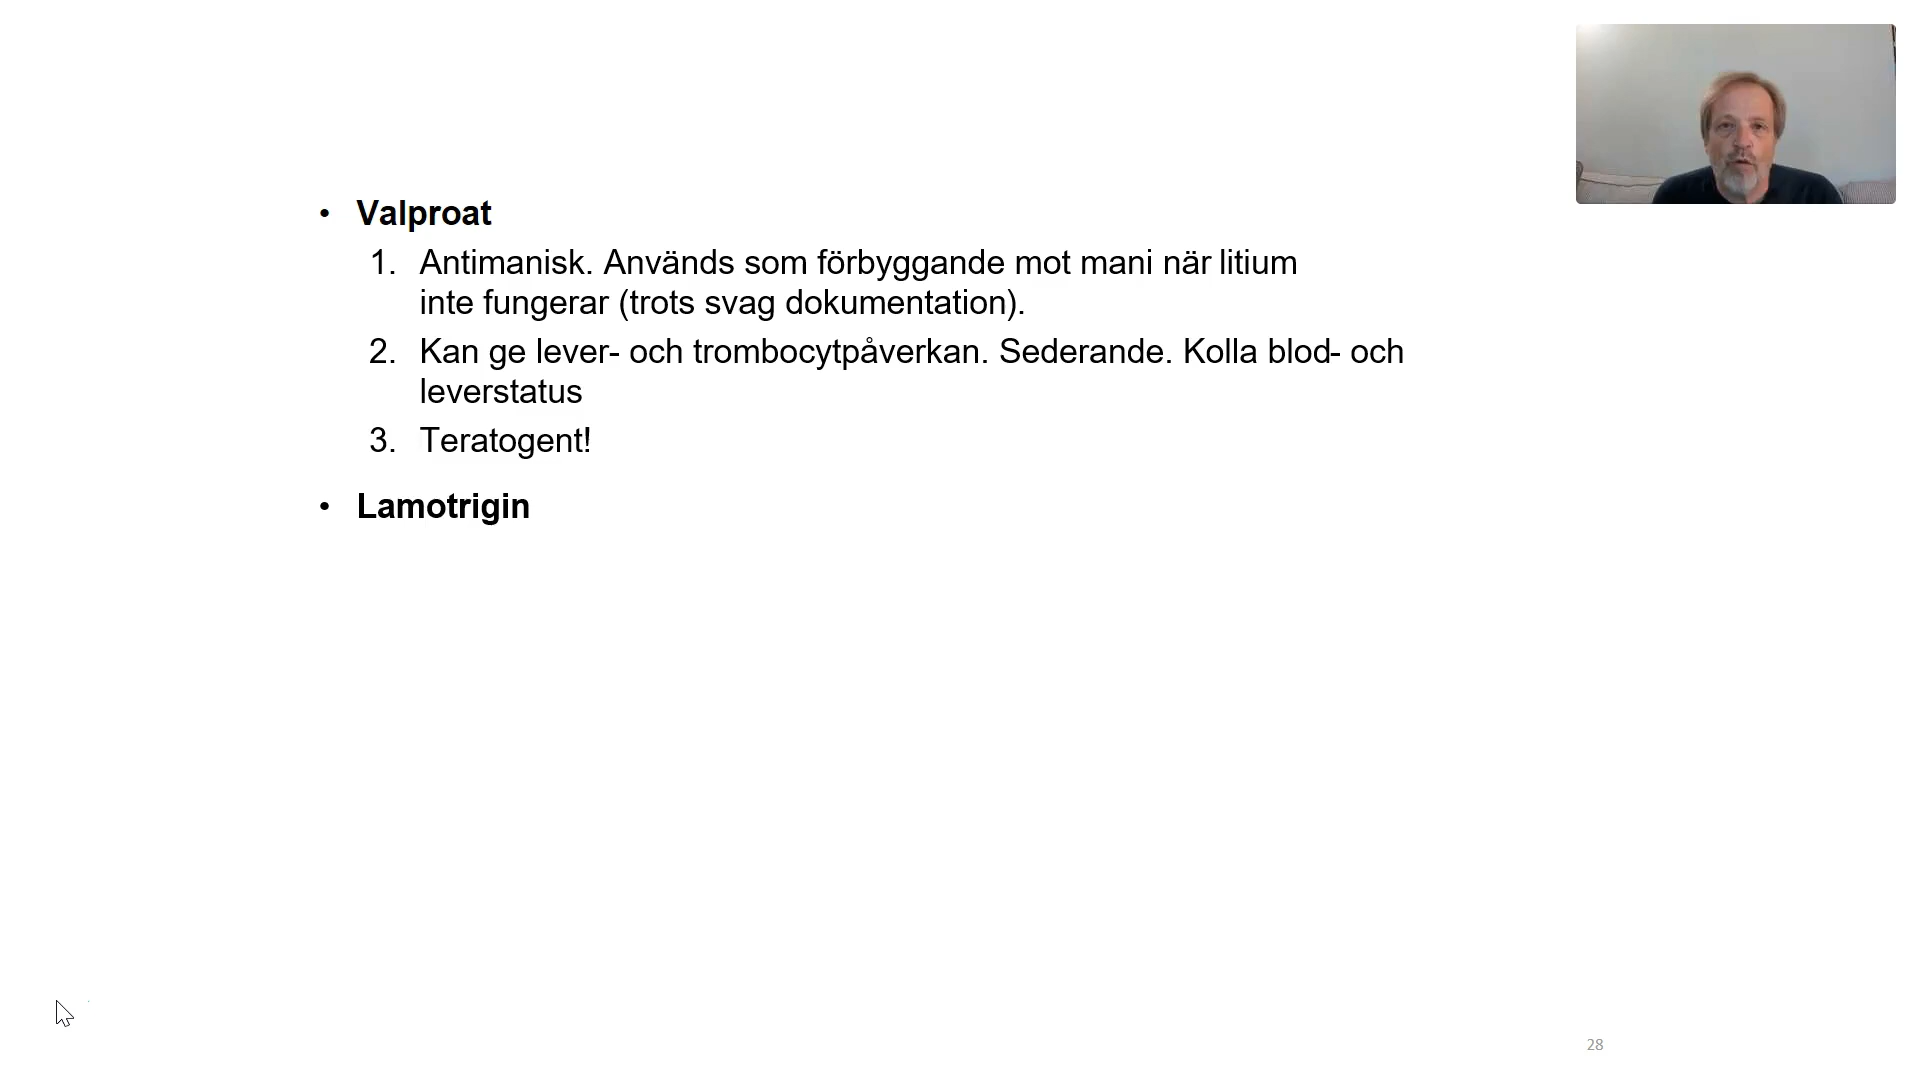 • Valproat
1. Antimanisk. Används som förbyggande mot mani när litium
inte fungerar (trots svag dokumentation).
2. Kan ge lever- och trombocytpåverkan. Sederande. Kolla blod- och
leverstatus
3. Teratogent!
• Lamotrigin
28